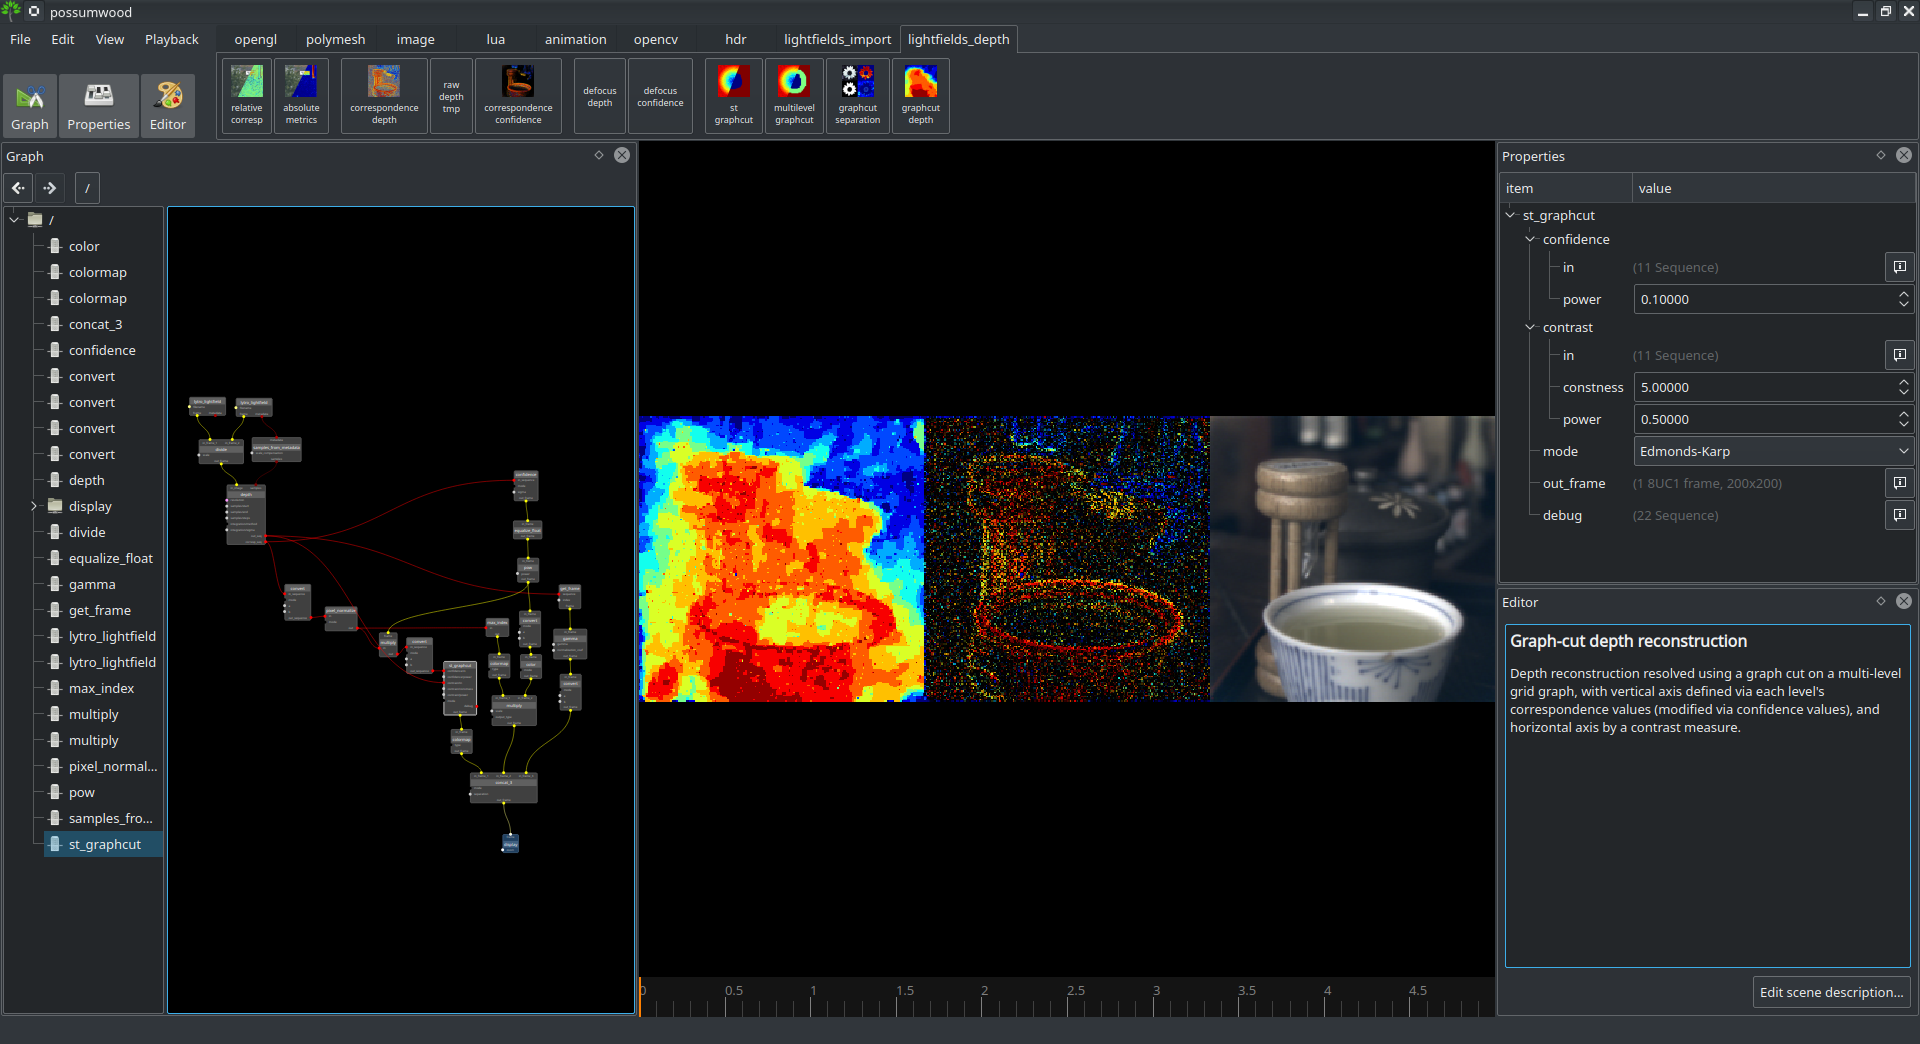 possumwood
File Edit View Playback
opengl polymesh image lua animation opencv hdr lightfields_import lightfields_depth
Graph Properties Editor
relative corresp
absolute metrics
correspondence depth
raw depth tmp
correspondence confidence
defocus depth
defocus confidence
st graphcut
multilevel graphcut
graphcut separation
graphcut depth
Graph
/
/
color
colormap
colormap
concat_3
confidence
convert
convert
convert
convert
depth
display
divide
equalize_float
gamma
get_frame
lytro_lightfield
lytro_lightfield
max_index
multiply
multiply
pixel_normal...
pow
samples_fro...
st_graphcut
0 0.5 1 1.5 2 2.5 3 3.5 4 4.5
Properties
item value
st_graphcut
confidence
in (11 Sequence)
power 0.10000
contrast
in (11 Sequence)
constness 5.00000
power 0.50000
mode Edmonds-Karp
out_frame (1 8UC1 frame, 200x200)
debug (22 Sequence)
Editor
Graph-cut depth reconstruction
Depth reconstruction resolved using a graph cut on a multi-level
grid graph, with vertical axis defined via each level's
correspondence values (modified via confidence values), and
horizontal axis by a contrast measure.
Edit scene description...